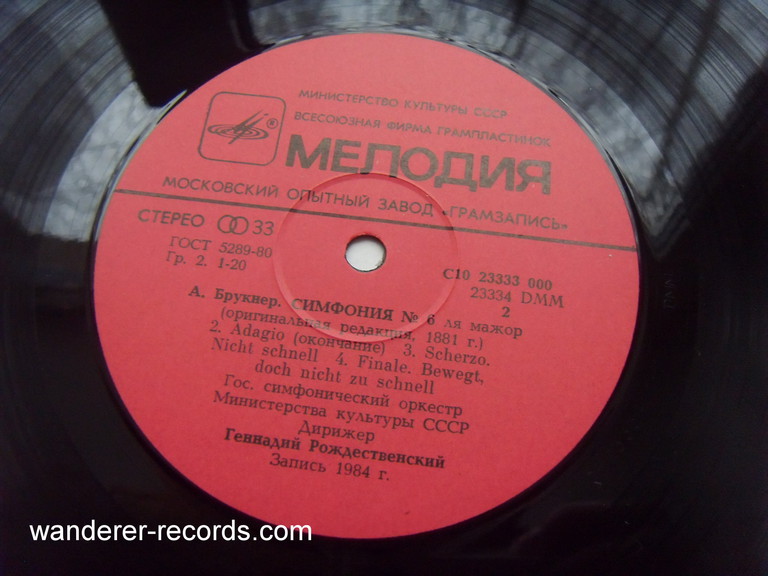 МИНИСТЕРСТВО КУЛЬТУРЫ СССР
ВСЕСОЮЗНАЯ ФИРМА ГРАМПЛАСТИНОК
®
МЕЛОДИЯ
МОСКОВСКИЙ ОПЫТНЫЙ ЗАВОД «ГРАМЗАПИСЬ»
СТЕРЕО 33
ГОСТ 5289-80
Гр. 2. 1-20
С10 23333 000
23334 DMM
2
А. Брукнер. СИМФОНИЯ № 6 ля мажор
(оригинальная редакция, 1881 г.)
2. Adagio (окончание) 3. Scherzo.
Nicht schnell 4. Finale. Bewegt,
doch nicht zu schnell
Гос. симфонический оркестр
Министерства культуры СССР
Дирижер
Геннадий Рождественский
Запись 1984 г.
wanderer-records.com